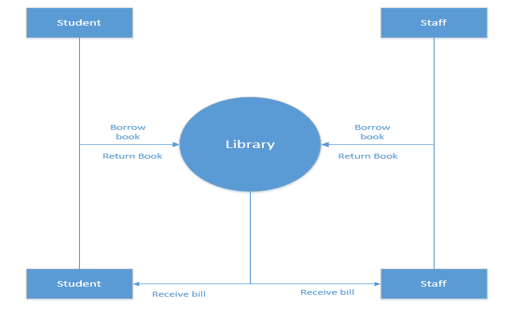 Student
Staff
Borrow
book
Borrow
book
Library
Return Book
Return Book
Student
Staff
Receive bill
Receive bill